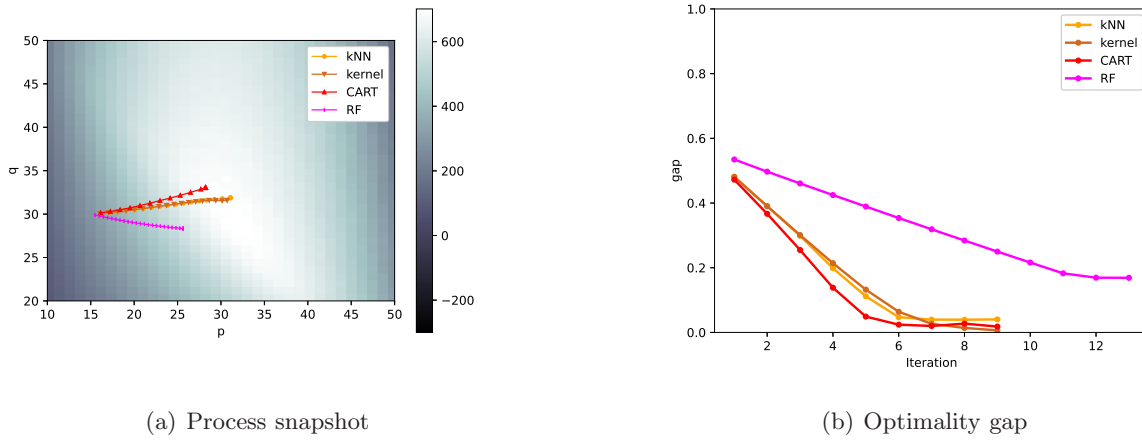 50
45
40
35
30
25
20
q
10 15 20 25 30 35 40 45 50
p
kNN
kernel
CART
RF
600
400
200
0
−200
(a) Process snapshot
1.0
0.8
0.6
0.4
0.2
0.0
gap
2 4 6 8 10 12
Iteration
kNN
kernel
CART
RF
(b) Optimality gap